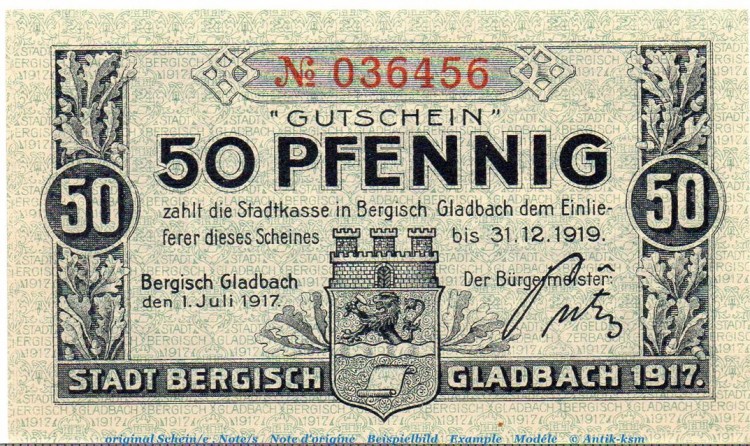 № 036456
"GUTSCHEIN"
50 PFENNIG
50
50
zahlt die Stadtkasse in Bergisch Gladbach dem Einlie-
ferer dieses Scheines bis 31.12.1919.
Bergisch Gladbach
den 1. Juli 1917.
Der Bürgermeister:
STADT BERGISCH GLADBACH 1917.
original Schein/e , Note/s Note d'origine Beispielbild Example Modéle © Antik-ksm